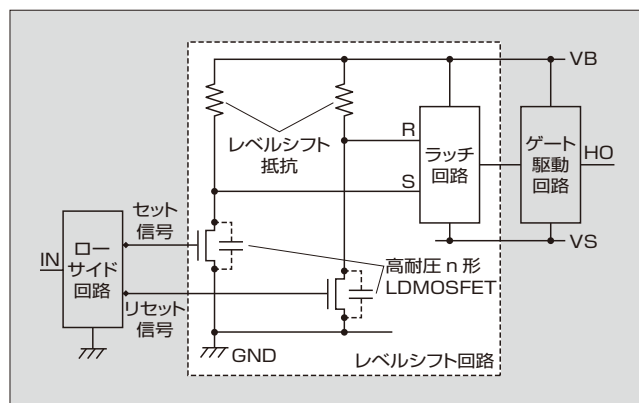 VB
レベルシフト
抵抗
R
S
ラッチ
回路
ゲート
駆動
回路
HO
VS
セット
信号
IN
ロー
サイド
回路
リセット
信号
高耐圧 n 形
LDMOSFET
GND
レベルシフト回路